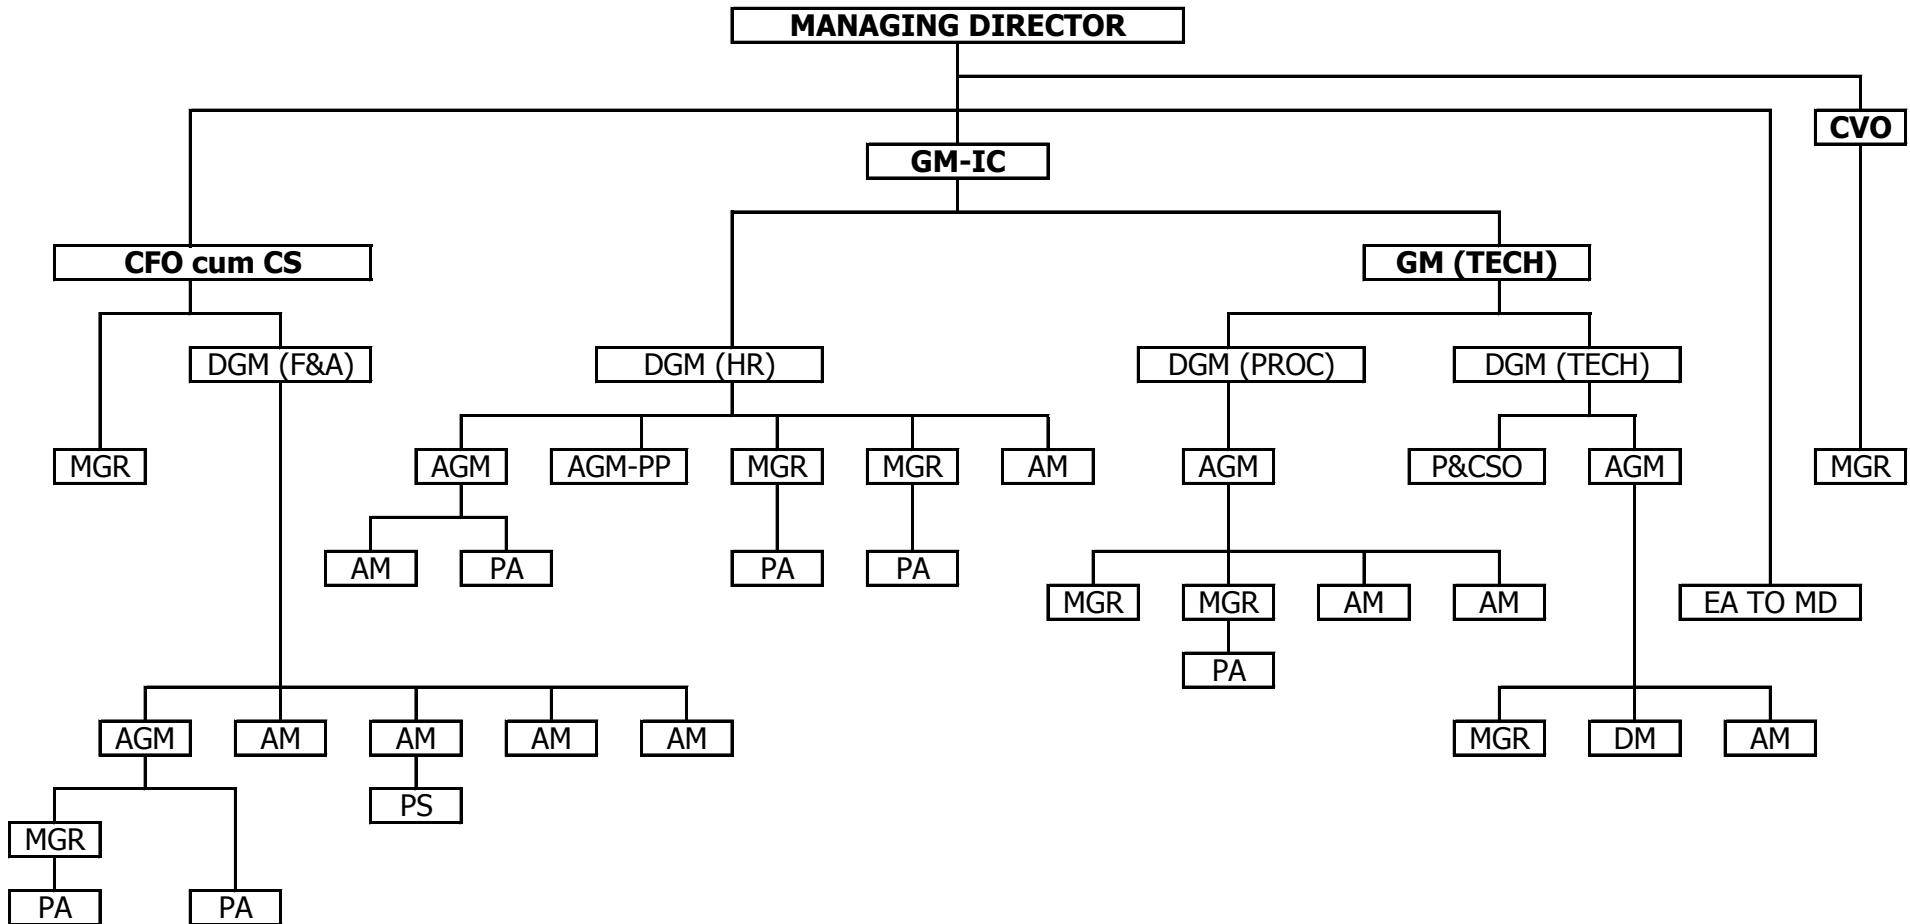 MANAGING DIRECTOR
CVO
GM-IC
CFO cum CS
GM (TECH)
DGM (F&A)
DGM (HR)
DGM (PROC)
DGM (TECH)
MGR
AGM
AGM-PP
MGR
MGR
AM
AGM
P&CSO
AGM
MGR
AM
PA
PA
PA
MGR
MGR
AM
AM
EA TO MD
PA
AGM
AM
AM
AM
AM
MGR
DM
AM
PS
MGR
PA
PA